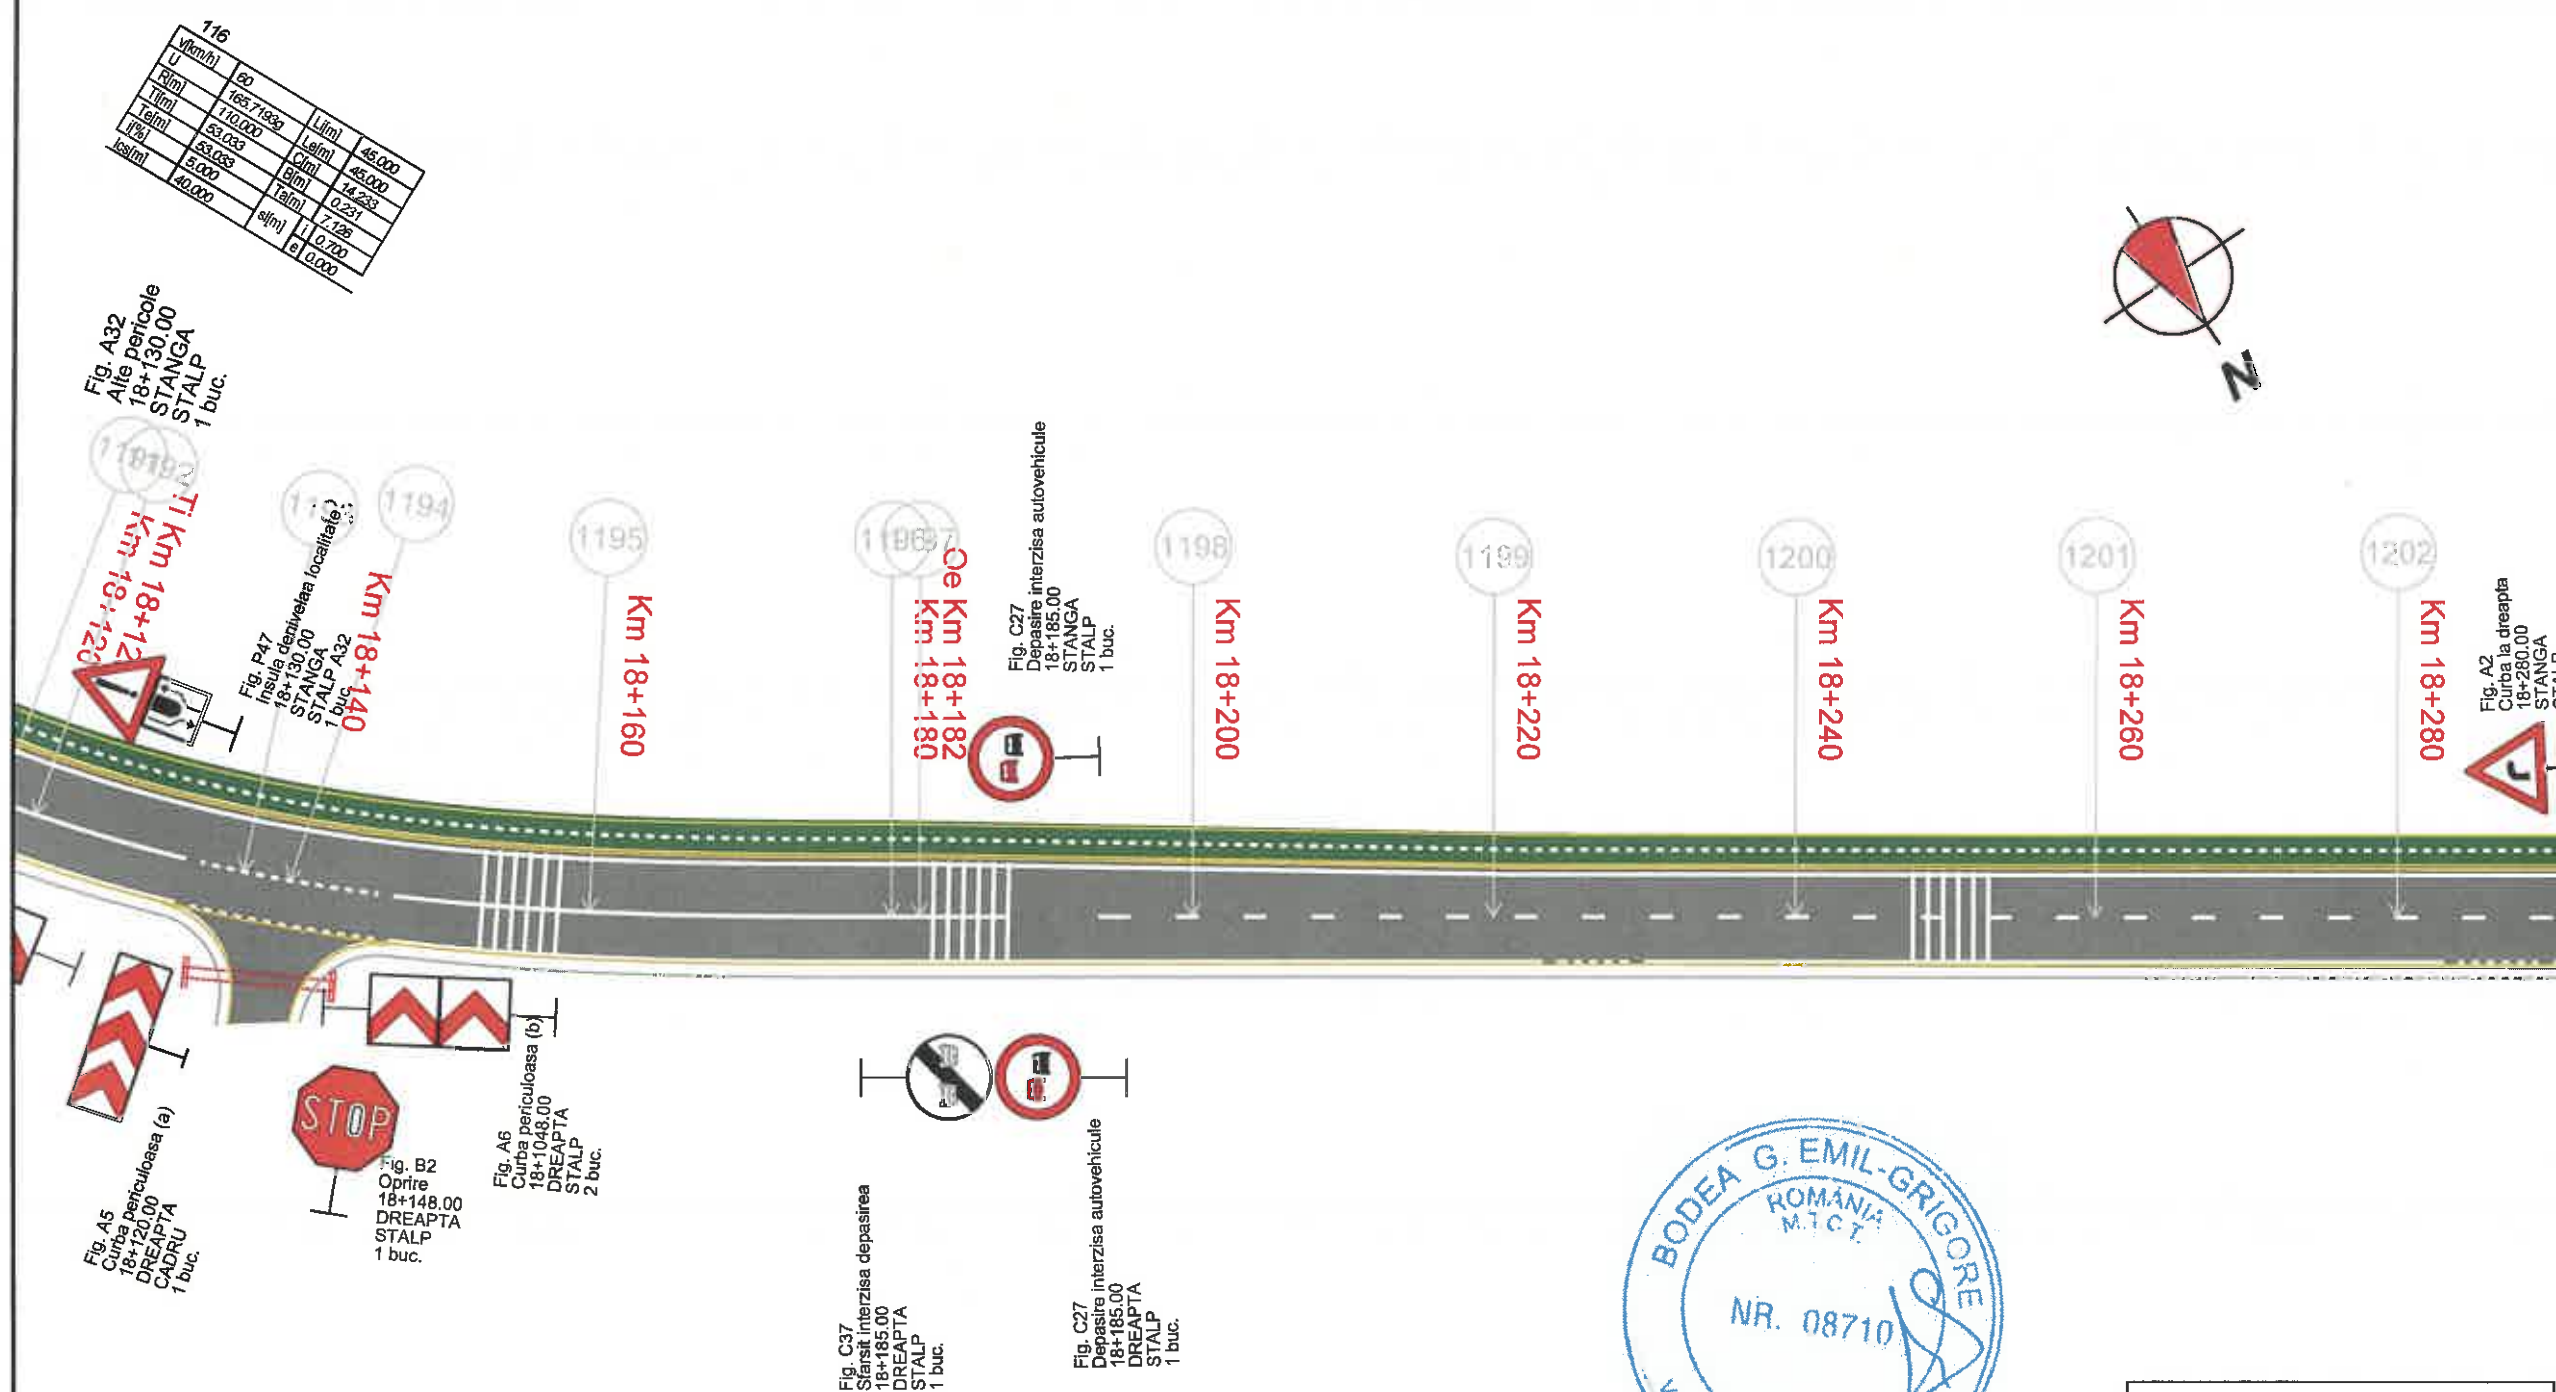 116
V[km/h] 60 Li[m] 45.000
U 165.7193g Le[m] 45.000
R[m] 110.000 C[m] 14.233
Ti[m] 53.033 B[m] 0.231
Te[m] 53.033 Ta[m] 7.126
i[%] 5.000 sl[m] i 0.700
lcs[m] 40.000 e 0.000
Fig. A32
Alte pericole
18+130.00
STANGA
STALP
1 buc.
1192
Ti Km 18+12
Km 18+120
Fig. P47
Insula denivelaa localitate
18+130.00
STANGA
STALP A32
1 buc.
1194
Km 18+140
1195
Km 18+160
1196
Oe Km 18+182
Km 18+180
Fig. C27
Depasire interzisa autovehicule
18+185.00
STANGA
STALP
1 buc.
1198
Km 18+200
1199
Km 18+220
1200
Km 18+240
1201
Km 18+260
1202
Km 18+280
Fig. A2
Curba la dreapta
18+280.00
STANGA
N
Fig. A5
Curba periculoasa (a)
18+120.00
DREAPTA
CADRU
1 buc.
STOP
Fig. B2
Oprire
18+148.00
DREAPTA
STALP
1 buc.
Fig. A6
Curba periculoasa (b)
18+1048.00
DREAPTA
STALP
2 buc.
Fig. C37
Sfarsit interzisa depasirea
18+185.00
DREAPTA
STALP
1 buc.
Fig. C27
Depasire interzisa autovehicule
18+185.00
DREAPTA
STALP
1 buc.
BODEA G. EMIL-GRIGORE
ROMÂNIA
M.T.C.T.
NR. 08710